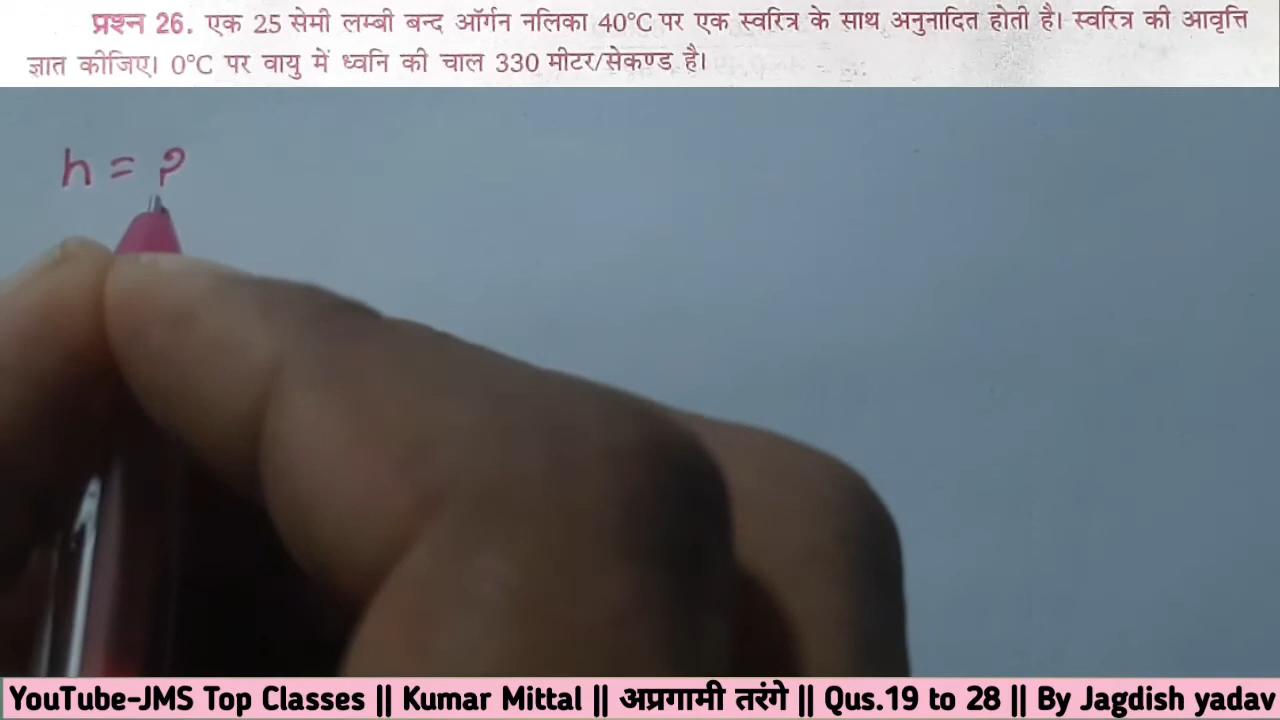 प्रश्न 26. एक 25 सेमी लम्बी बन्द ऑर्गन नलिका 40°C पर एक स्वरित्र के साथ अनुनादित होती है। स्वरित्र की आवृत्ति
ज्ञात कीजिए। 0°C पर वायु में ध्वनि की चाल 330 मीटर/सेकण्ड है।
n = ?
YouTube-JMS Top Classes || Kumar Mittal || अप्रगामी तरंगे || Qus.19 to 28 || By Jagdish yadav